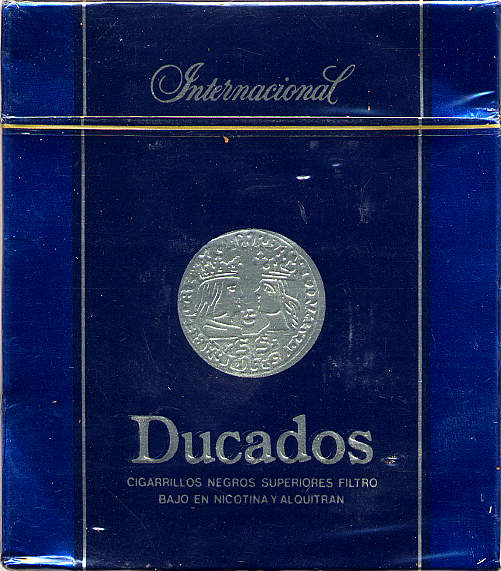 Internacional
Ducados
CIGARRILLOS NEGROS SUPERIORES FILTRO
BAJO EN NICOTINA Y ALQUITRAN